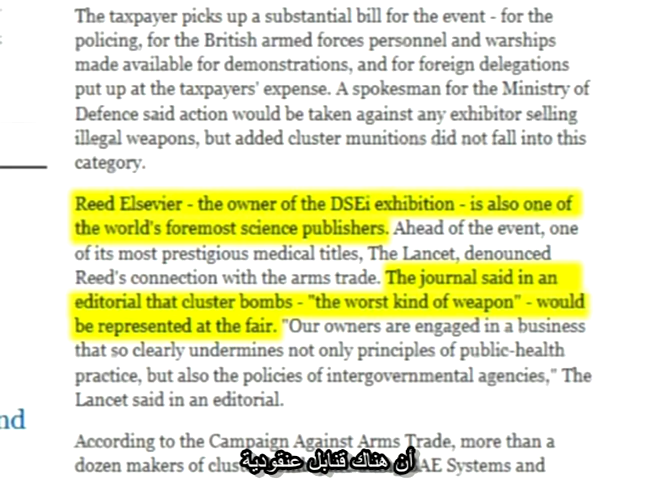 The taxpayer picks up a substantial bill for the event - for the
policing, for the British armed forces personnel and warships
made available for demonstrations, and for foreign delegations
put up at the taxpayers' expense. A spokesman for the Ministry of
Defence said action would be taken against any exhibitor selling
illegal weapons, but added cluster munitions did not fall into this
category.
Reed Elsevier - the owner of the DSEi exhibition - is also one of
the world's foremost science publishers. Ahead of the event, one
of its most prestigious medical titles, The Lancet, denounced
Reed's connection with the arms trade. The journal said in an
editorial that cluster bombs - "the worst kind of weapon" - would
be represented at the fair. "Our owners are engaged in a business
that so clearly undermines not only principles of public-health
practice, but also the policies of intergovernmental agencies," The
Lancet said in an editorial.
nd
According to the Campaign Against Arms Trade, more than a
dozen makers of clus AE Systems and
أن هناك قنابل عنقودية